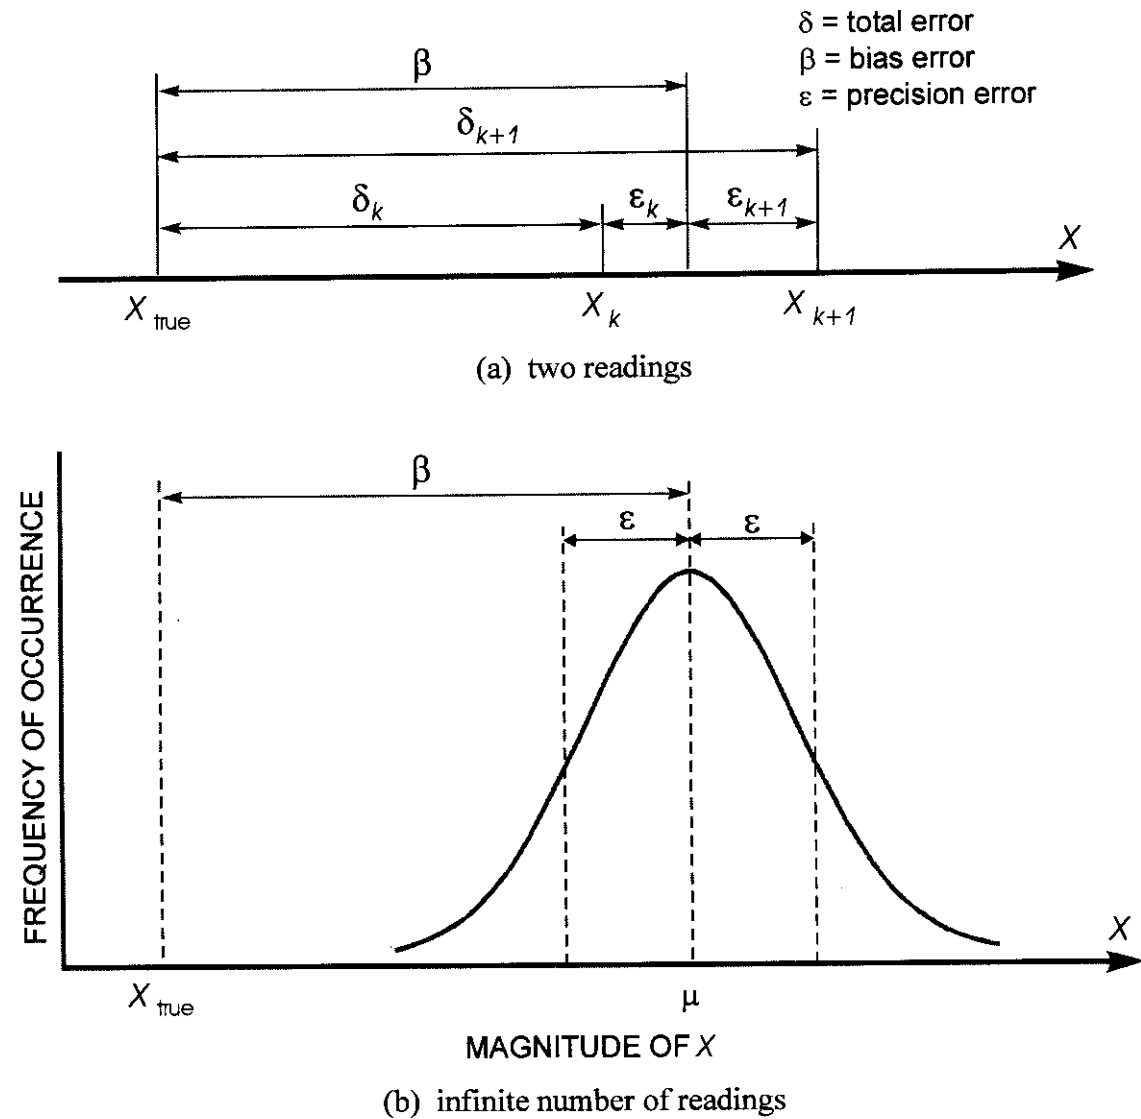 δ = total error
β = bias error
ε = precision error
β
δk+1
δk
εk
εk+1
X
Xtrue
Xk
Xk+1
(a) two readings
β
ε
ε
FREQUENCY OF OCCURRENCE
X
Xtrue
μ
MAGNITUDE OF X
(b) infinite number of readings